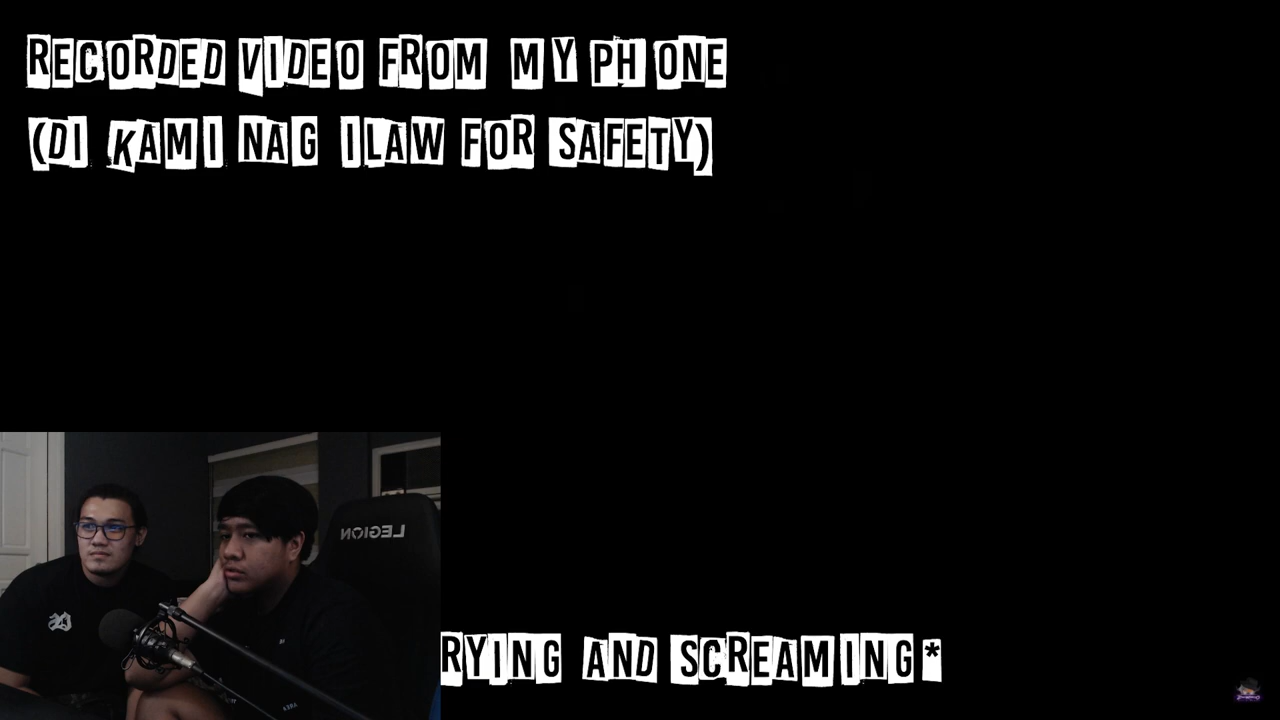 RECORDED VIDEO FROM MY PHONE
(DI KAMI NAG ILAW FOR SAFETY)
LEGION
RYING AND SCREAMING*